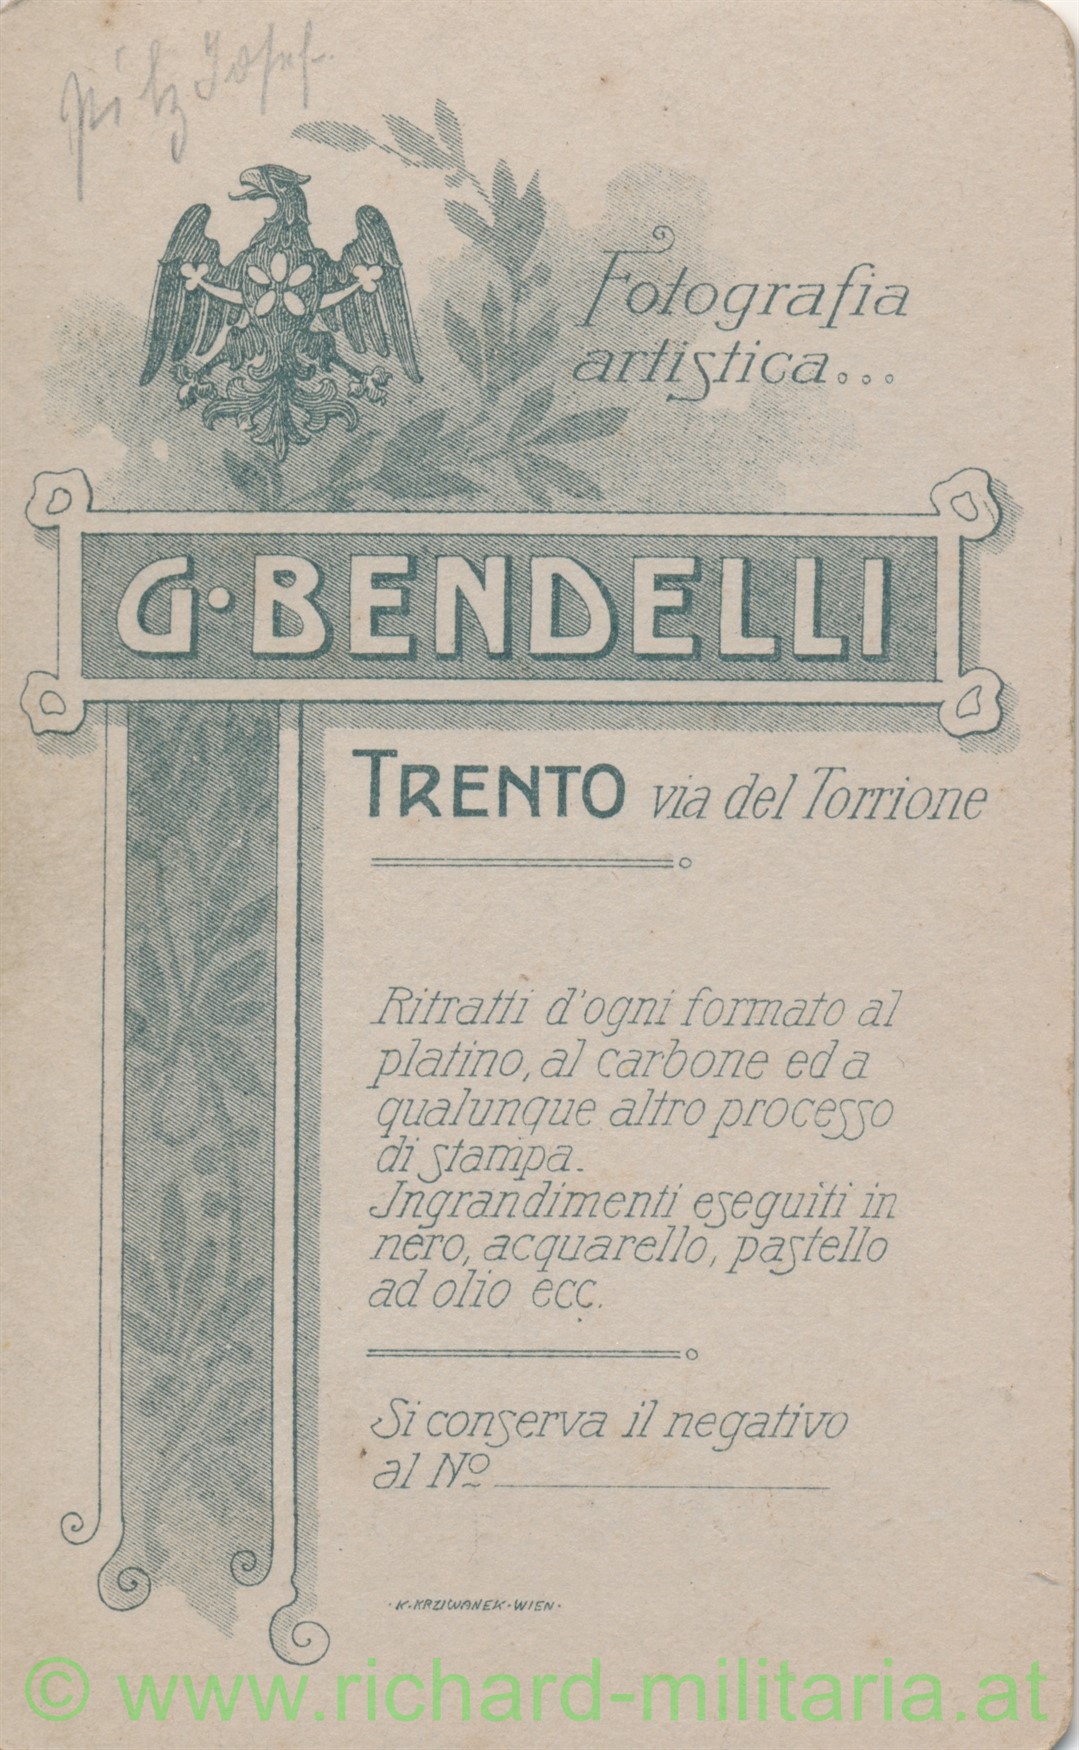 Pilz Josef.
Fotografia
artistica...
G·BENDELLI
TRENTO via del Torrione
Ritratti d'ogni formato al
platino, al carbone ed a
qualunque altro processo
di stampa.
Ingrandimenti eseguiti in
nero, acquarello, pastello
ad olio ecc.
Si conserva il negativo
al Nº
·K·KRZIWANEK·WIEN·
© www.richard-militaria.at